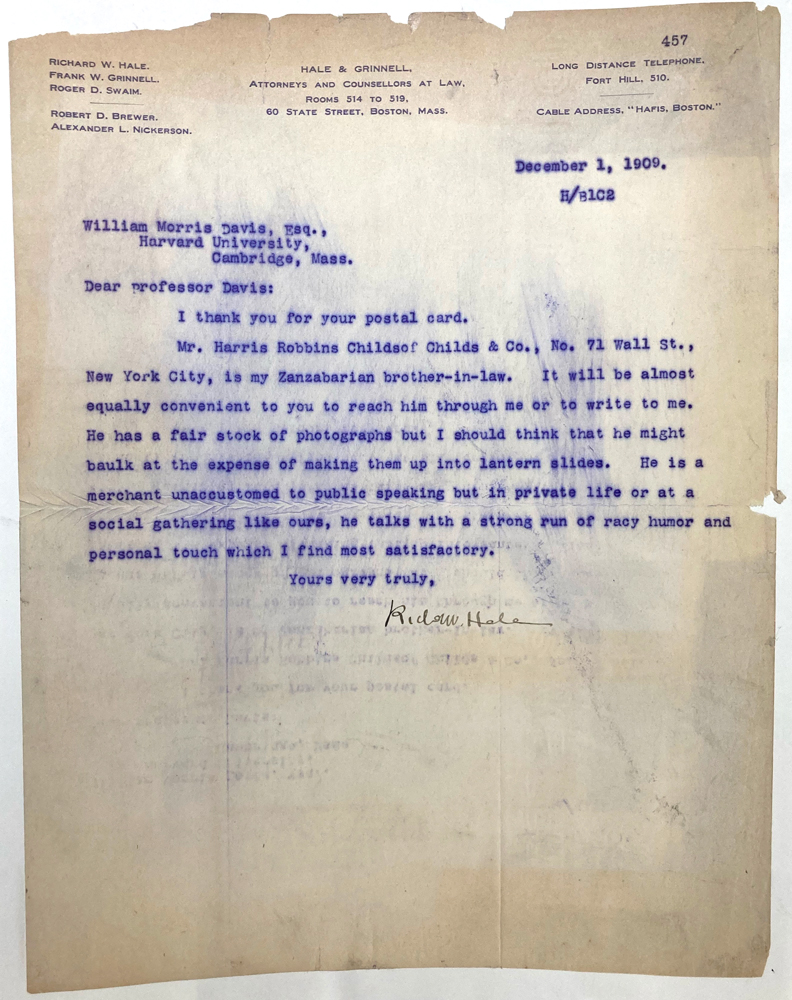 457
RICHARD W. HALE.
FRANK W. GRINNELL.
ROGER D. SWAIM.
ROBERT D. BREWER.
ALEXANDER L. NICKERSON.
HALE & GRINNELL,
ATTORNEYS AND COUNSELLORS AT LAW,
ROOMS 514 TO 519,
60 STATE STREET, BOSTON, MASS.
LONG DISTANCE TELEPHONE.
FORT HILL, 510.
CABLE ADDRESS, "HAFIS, BOSTON."
December 1, 1909.
H/B1C2
William Morris Davis, Esq.,
Harvard University,
Cambridge, Mass.
Dear professor Davis:
I thank you for your postal card.
Mr. Harris Robbins Childsof Childs & Co., No. 71 Wall St.,
New York City, is my Zanzabarian brother-in-law. It will be almost
equally convenient to you to reach him through me or to write to me.
He has a fair stock of photographs but I should think that he might
baulk at the expense of making them up into lantern slides. He is a
merchant unaccustomed to public speaking but in private life or at a
social gathering like ours, he talks with a strong run of racy humor and
personal touch which I find most satisfactory.
Yours very truly,
Hale